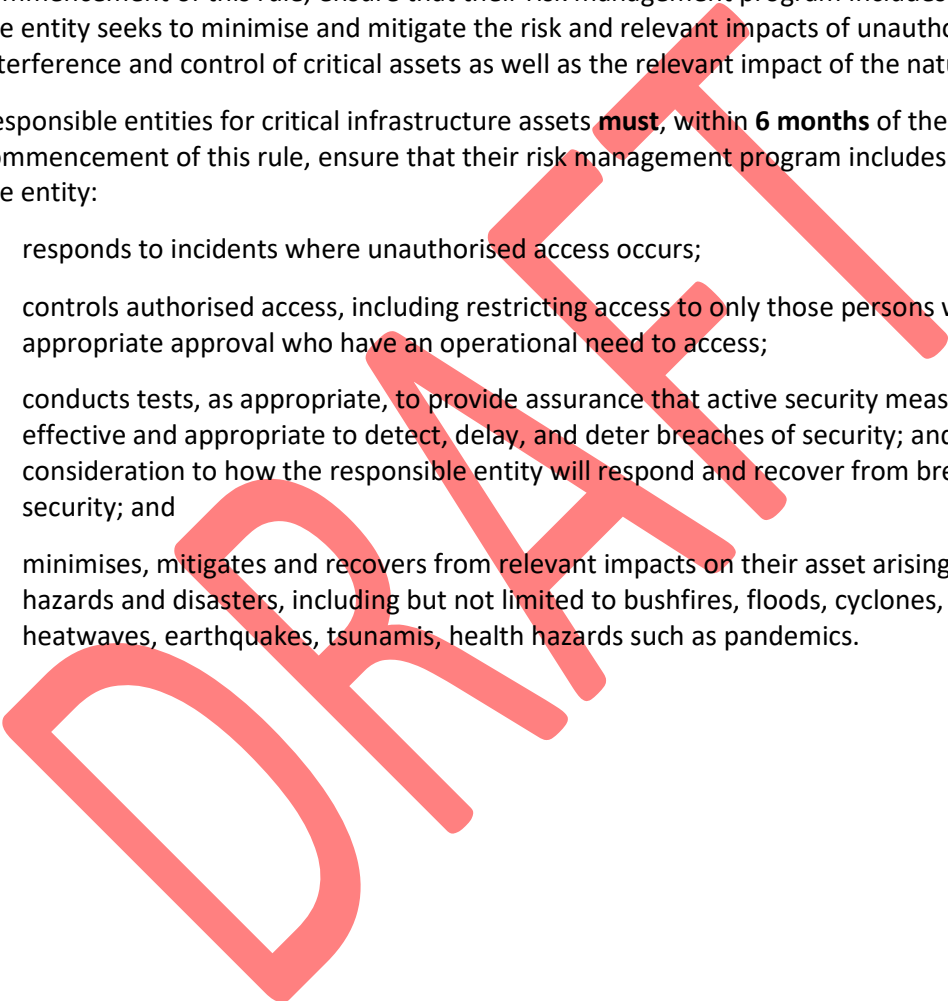 mmencement of this rule, ensure that their risk management program includes
e entity seeks to minimise and mitigate the risk and relevant impacts of unautho
terference and control of critical assets as well as the relevant impact of the natu
esponsible entities for critical infrastructure assets must, within 6 months of the
ommencement of this rule, ensure that their risk management program includes
e entity:
responds to incidents where unauthorised access occurs;
controls authorised access, including restricting access to only those persons w
appropriate approval who have an operational need to access;
conducts tests, as appropriate, to provide assurance that active security meas
effective and appropriate to detect, delay, and deter breaches of security; and
consideration to how the responsible entity will respond and recover from bre
security; and
minimises, mitigates and recovers from relevant impacts on their asset arising
hazards and disasters, including but not limited to bushfires, floods, cyclones,
heatwaves, earthquakes, tsunamis, health hazards such as pandemics.
DRAFT